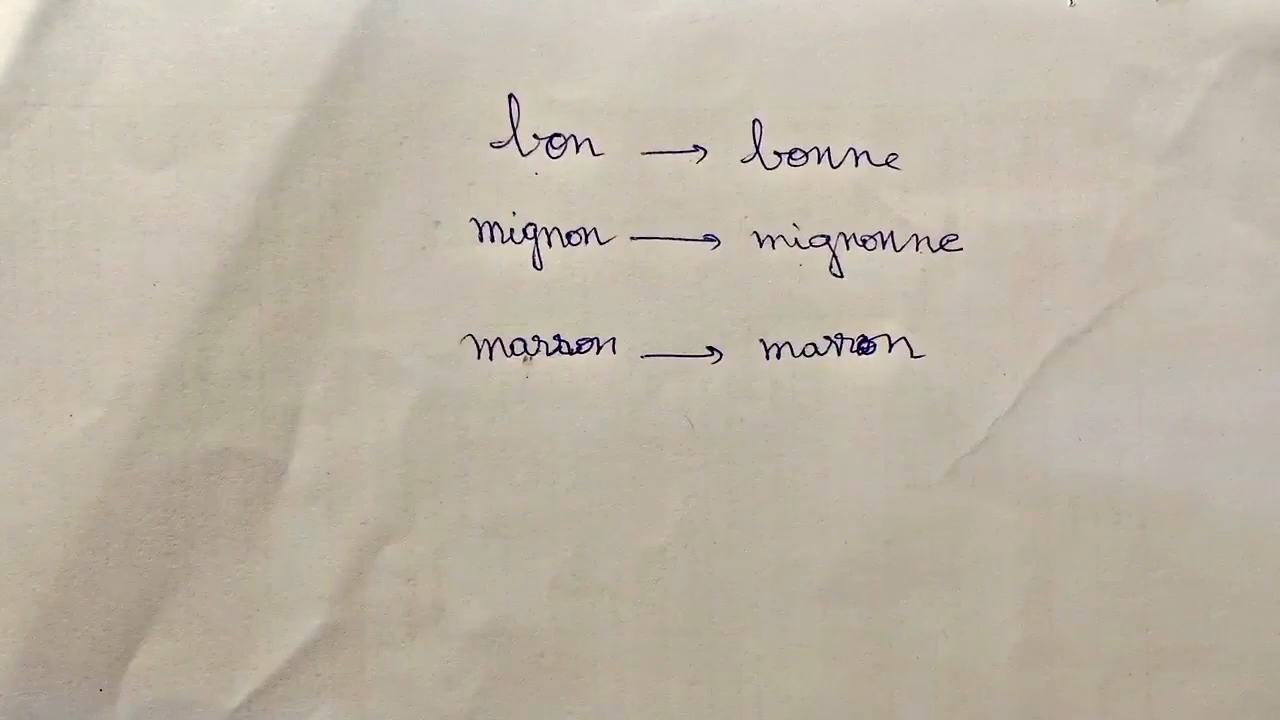 bon → bonne
mignon → mignonne
marron → marron